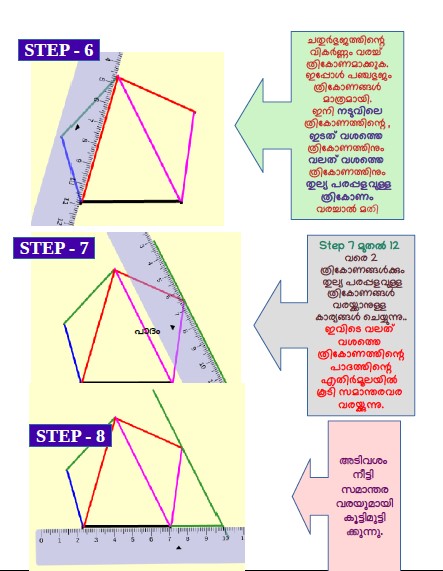 STEP - 6
ചതുർഭുജത്തിന്റെ
വികർണ്ണം വരച്ച്
ത്രികോണമാക്കുക.
ഇപ്പോൾ പഞ്ചഭുജം
ത്രികോണങ്ങൾ
മാത്രമായി.
ഇനി നടുവിലെ
ത്രികോണത്തിന്റെ,
ഇടത് വശത്തെ
ത്രികോണത്തിനും
വലത് വശത്തെ
ത്രികോണത്തിനും
തുല്യ പരപ്പളവുള്ള
ത്രികോണം
വരച്ചാൽ മതി
STEP - 7
പാദം
Step 7 മുതൽ 12
വരെ 2
ത്രികോണങ്ങൾക്കും
തുല്യ പരപ്പളവുള്ള
ത്രികോണങ്ങൾ
വരയ്ക്കാനുള്ള
കാര്യങ്ങൾ ചെയ്യുന്നു..
ഇവിടെ വലത്
വശത്തെ
ത്രികോണത്തിന്റെ
പാദത്തിന്റെ
എതിർമൂലയിൽ
കൂടി സമാന്തരവര
വരയ്ക്കുന്നു.
STEP - 8
0 1 2 3 4 5 6 7 8 9 10
അടിവശം
നീട്ടി
സമാന്തര
വരയുമായി
കൂട്ടിമുട്ടി
ക്കുന്നു.